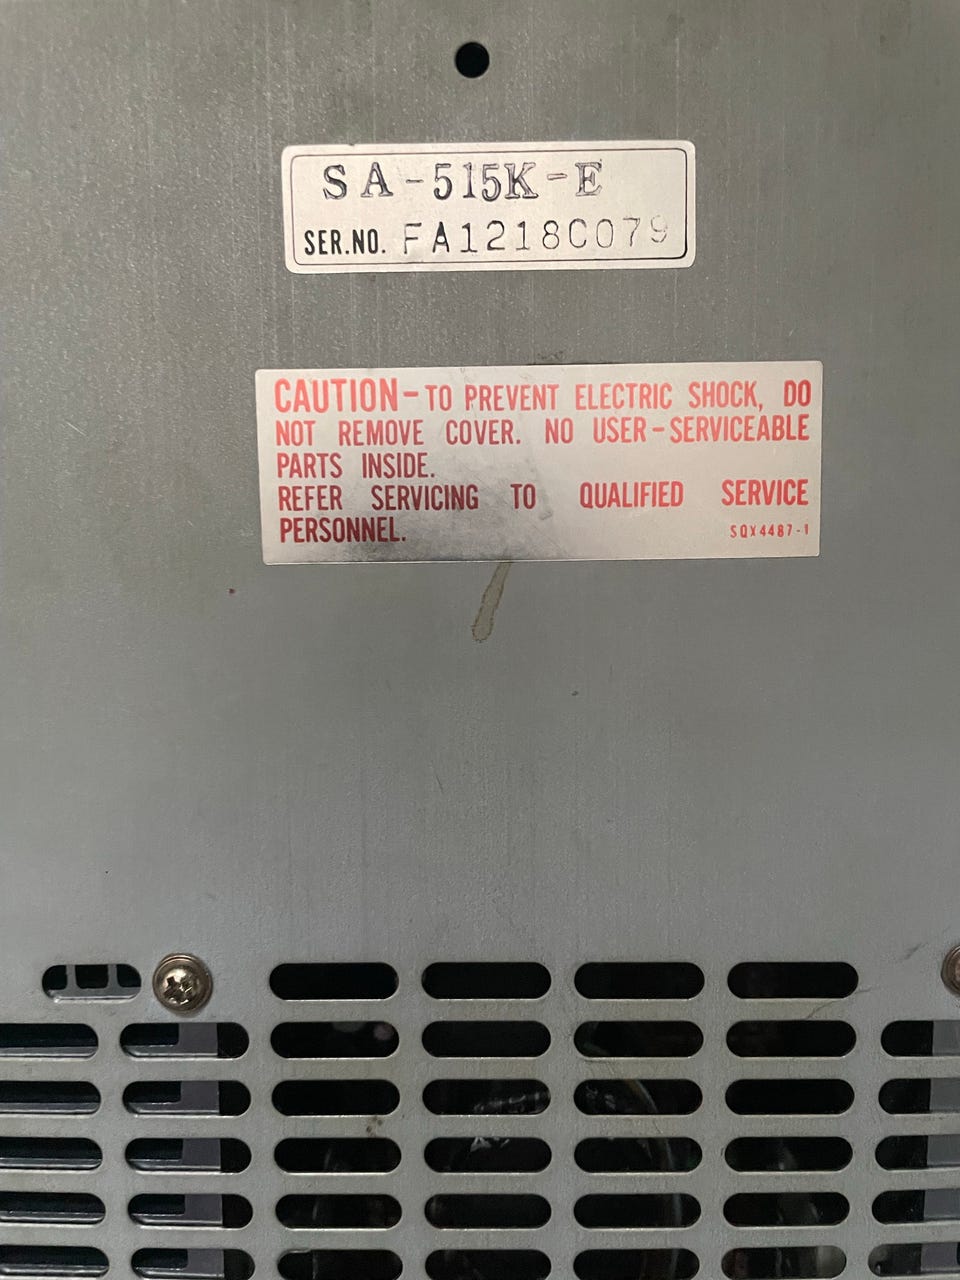 SA-515K-E
SER.NO. FA1218C079
CAUTION-TO PREVENT ELECTRIC SHOCK, DO
NOT REMOVE COVER. NO USER-SERVICEABLE
PARTS INSIDE.
REFER SERVICING TO QUALIFIED SERVICE
PERSONNEL.
SQX4487-1